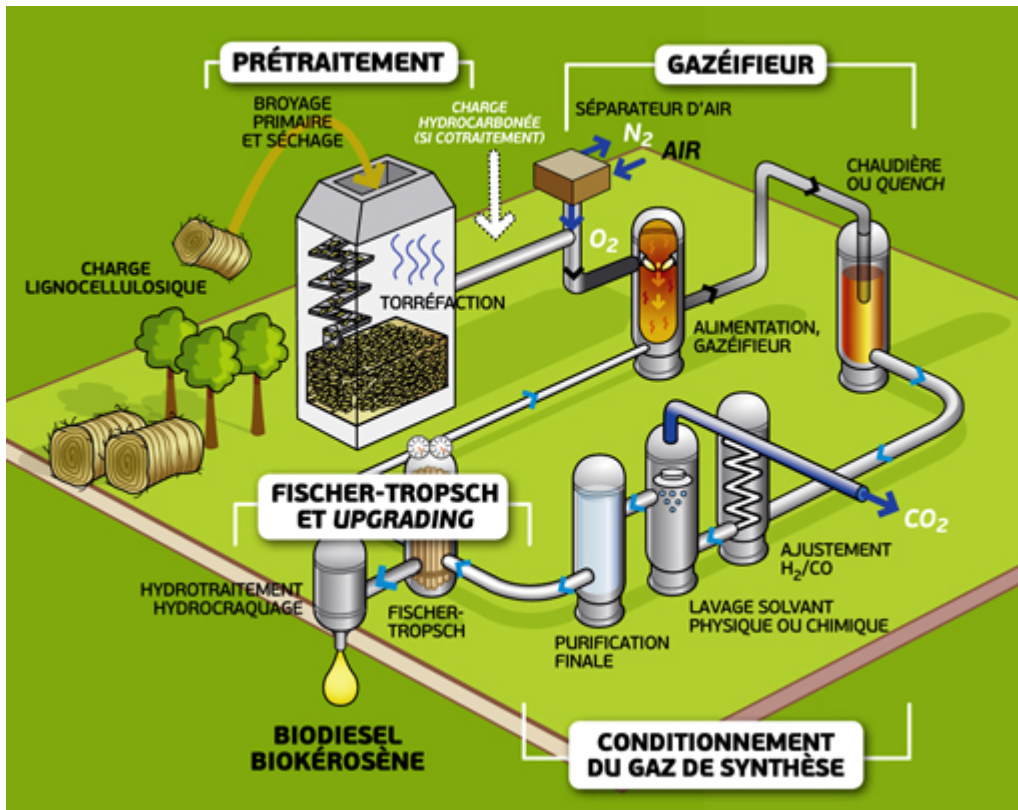 PRÉTRAITEMENT
BROYAGE
PRIMAIRE
ET SÉCHAGE
CHARGE
HYDROCARBONÉE
(SI COTRAITEMENT)
GAZÉIFIEUR
SÉPARATEUR D'AIR
N₂
AIR
O₂
CHAUDIÈRE
OU QUENCH
CHARGE
LIGNOCELLULOSIQUE
TORRÉFACTION
ALIMENTATION,
GAZÉIFIEUR
FISCHER-TROPSCH
ET UPGRADING
CO₂
AJUSTEMENT
H₂/CO
HYDROTRAITEMENT
HYDROCRAQUAGE
FISCHER-
TROPSCH
LAVAGE SOLVANT
PHYSIQUE OU CHIMIQUE
PURIFICATION
FINALE
BIODIESEL
BIOKÉROSÈNE
CONDITIONNEMENT
DU GAZ DE SYNTHÈSE